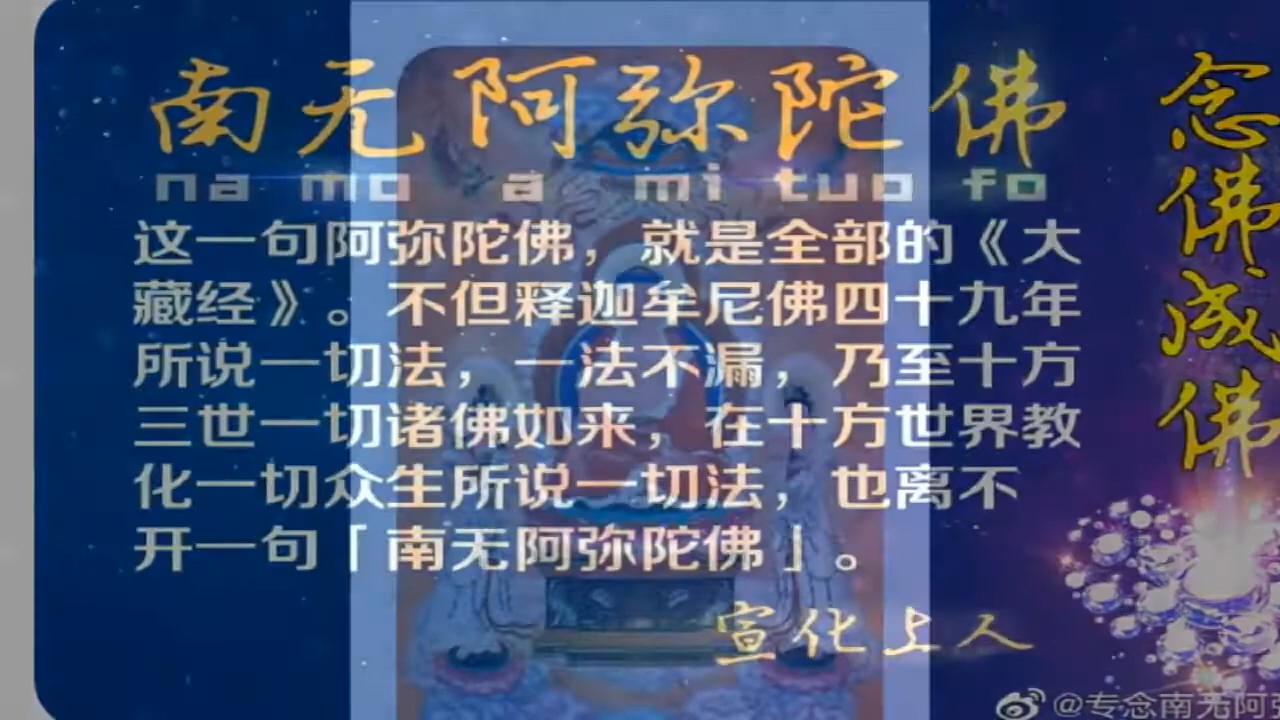 南无阿弥陀佛
na mo a mi tuo fo
这一句阿弥陀佛，就是全部的《大
藏经》。不但释迦牟尼佛四十九年
所说一切法，一法不漏，乃至十方
三世一切诸佛如来，在十方世界教
化一切众生所说一切法，也离不
开一句「南无阿弥陀佛」。
宣化上人
念佛成佛
@专念南无阿